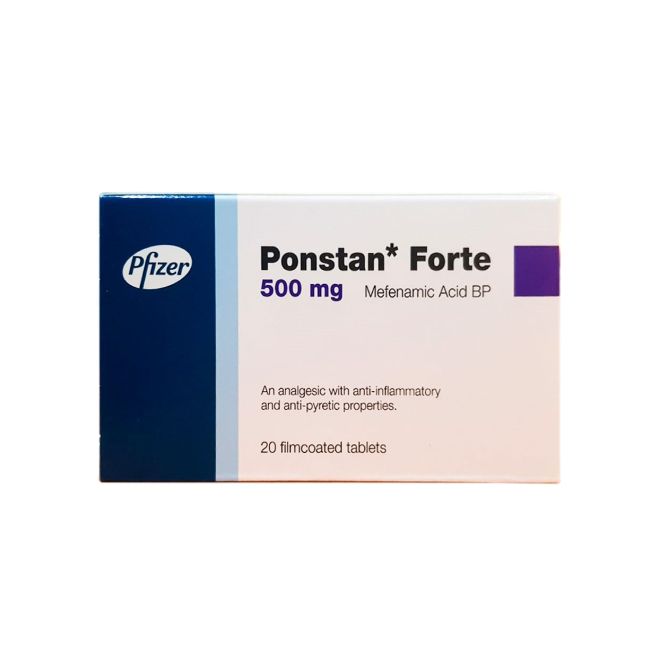 Pfizer
Ponstan* Forte
500 mg Mefenamic Acid BP
An analgesic with anti-inflammatory
and anti-pyretic properties.
20 filmcoated tablets